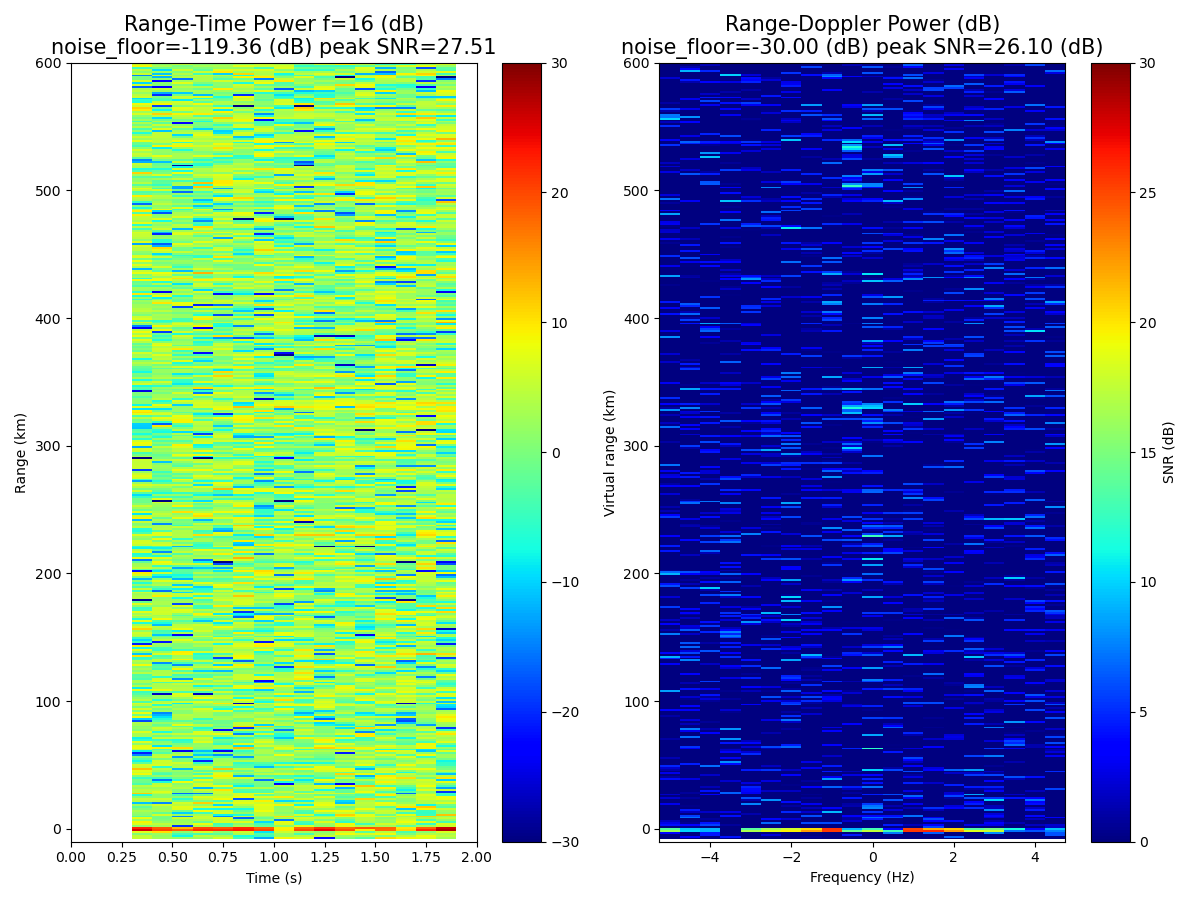 Range-Time Power f=16 (dB)
noise_floor=-119.36 (dB) peak SNR=27.51
Range-Doppler Power (dB)
noise_floor=-30.00 (dB) peak SNR=26.10 (dB)
600
500
400
300
200
100
0
Range (km)
0.00 0.25 0.50 0.75 1.00 1.25 1.50 1.75 2.00
Time (s)
30
20
10
0
−10
−20
−30
600
500
400
300
200
100
0
Virtual range (km)
−4 −2 0 2 4
Frequency (Hz)
30
25
20
15
10
5
0
SNR (dB)